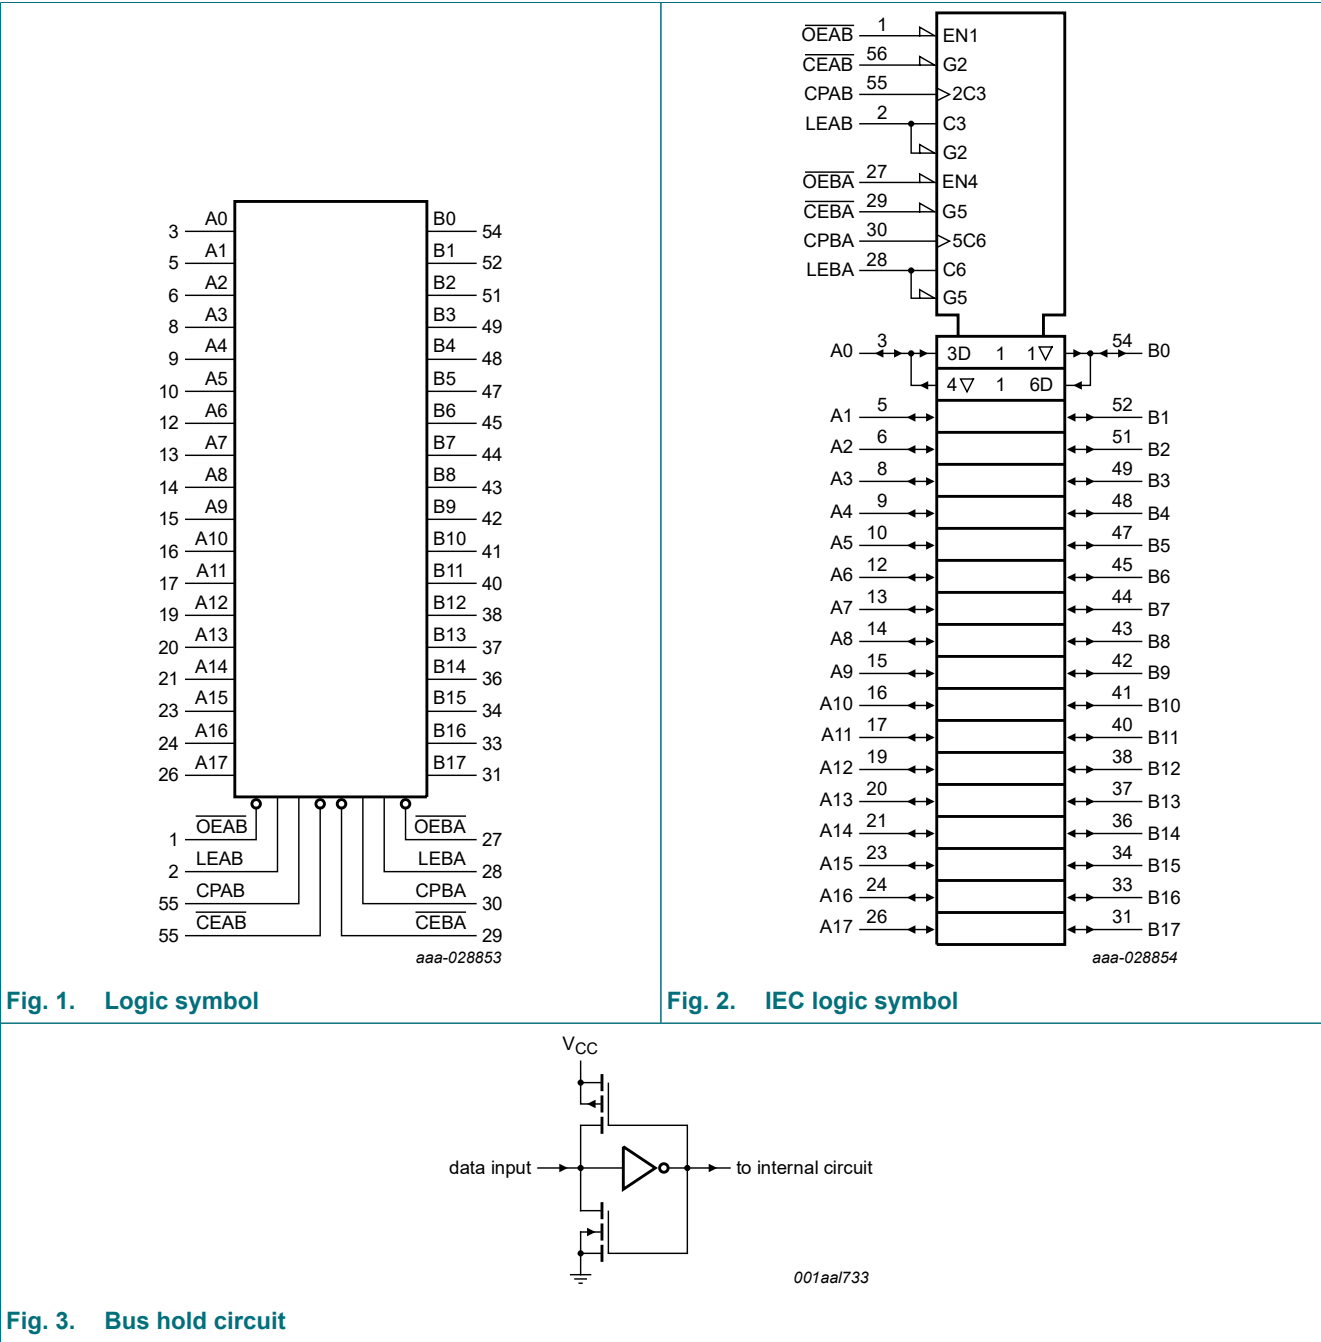 A0 B0
3 54
A1 B1
5 52
A2 B2
6 51
A3 B3
8 49
A4 B4
9 48
A5 B5
10 47
A6 B6
12 45
A7 B7
13 44
A8 B8
14 43
A9 B9
15 42
A10 B10
16 41
A11 B11
17 40
A12 B12
19 38
A13 B13
20 37
A14 B14
21 36
A15 B15
23 34
A16 B16
24 33
A17 B17
26 31
OEAB OEBA
1 27
LEAB LEBA
2 28
CPAB CPBA
55 30
CEAB CEBA
55 29
aaa-028853
Fig. 1. Logic symbol
OEAB 1 EN1
CEAB 56 G2
CPAB 55 2C3
LEAB 2 C3
G2
OEBA 27 EN4
CEBA 29 G5
CPBA 30 5C6
LEBA 28 C6
G5
A0 3 3D 1 1▽ 54 B0
4▽ 1 6D
A1 5 52 B1
A2 6 51 B2
A3 8 49 B3
A4 9 48 B4
A5 10 47 B5
A6 12 45 B6
A7 13 44 B7
A8 14 43 B8
A9 15 42 B9
A10 16 41 B10
A11 17 40 B11
A12 19 38 B12
A13 20 37 B13
A14 21 36 B14
A15 23 34 B15
A16 24 33 B16
A17 26 31 B17
aaa-028854
Fig. 2. IEC logic symbol
VCC
data input to internal circuit
001aal733
Fig. 3. Bus hold circuit